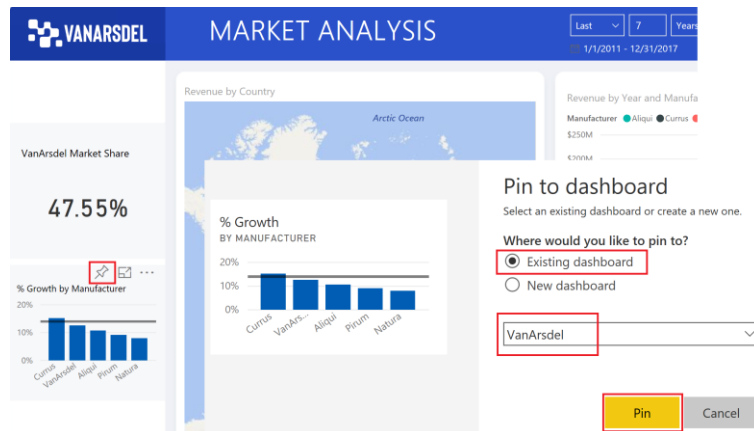 VANARSDEL
MARKET ANALYSIS
Last 7 Years
1/1/2011 - 12/31/2017
VanArsdel Market Share
47.55%
% Growth by Manufacturer
20%
10%
0%
Currus VanArsdel Aliqui Pirum Natura
Revenue by Country
Arctic Ocean
Revenue by Year and Manufa
Manufacturer Aliqui Currus
$250M
$200M
% Growth
BY MANUFACTURER
20%
10%
0%
Currus VanArs... Aliqui Pirum Natura
Pin to dashboard
Select an existing dashboard or create a new one.
Where would you like to pin to?
Existing dashboard
New dashboard
VanArsdel
Pin Cancel